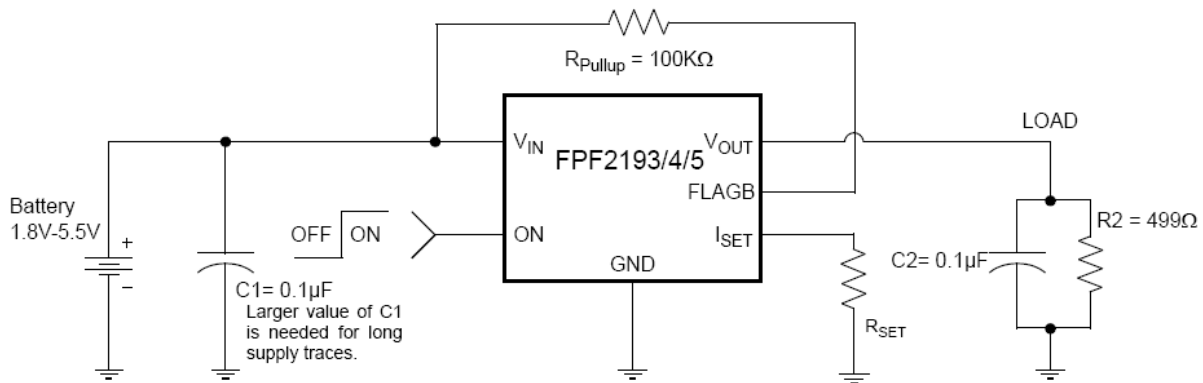 R_Pullup = 100KΩ
V_IN
V_OUT
LOAD
FPF2193/4/5
FLAGB
Battery
1.8V-5.5V
+
−
OFF
ON
ON
I_SET
R2 = 499Ω
GND
C2= 0.1µF
C1= 0.1µF
Larger value of C1
is needed for long
supply traces.
R_SET